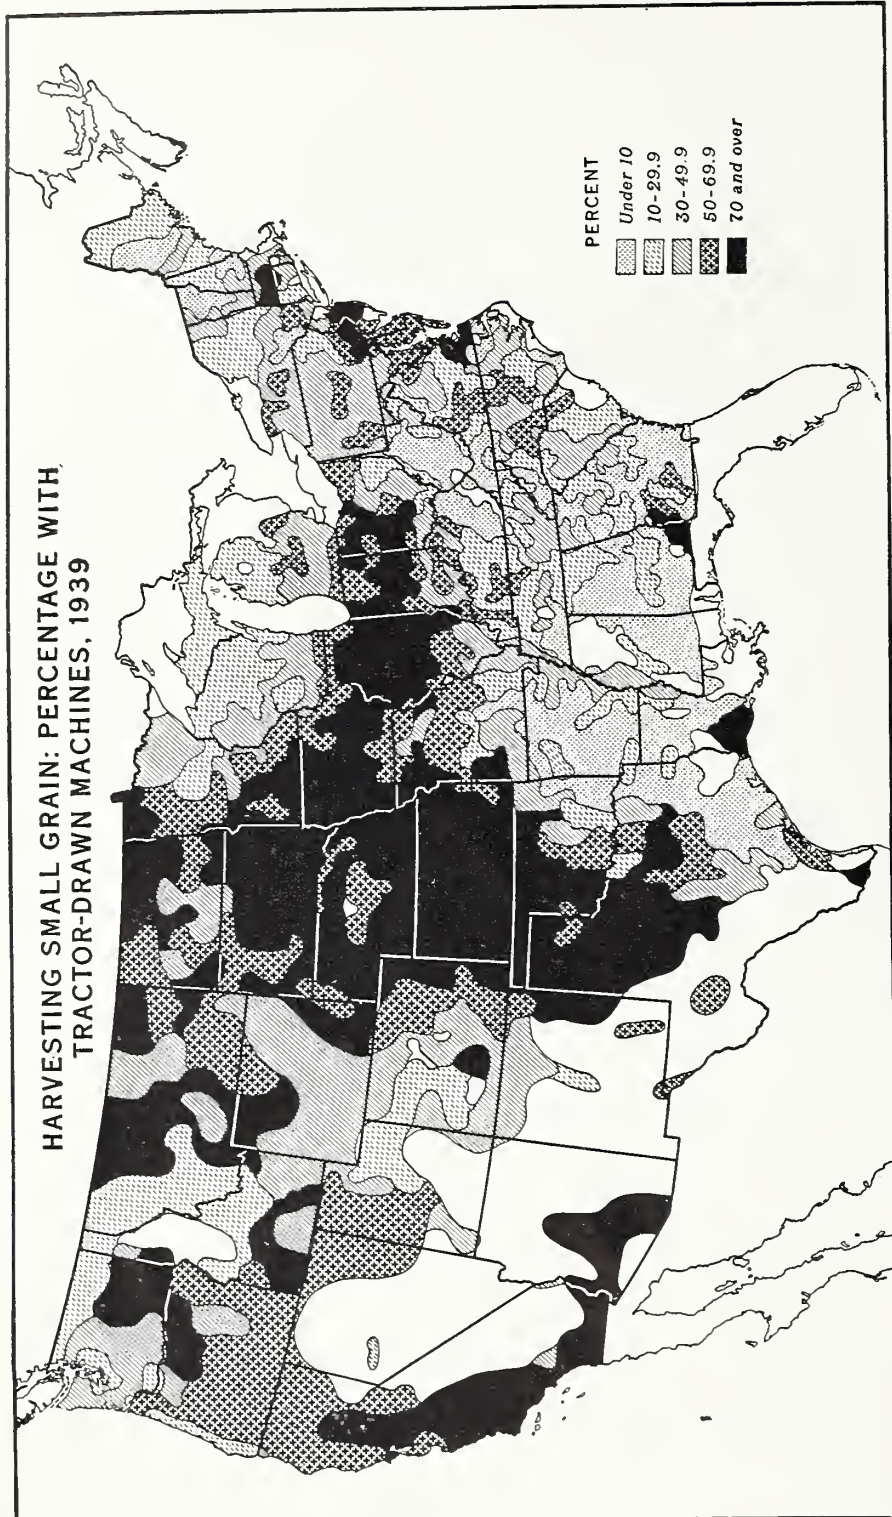 HARVESTING SMALL GRAIN: PERCENTAGE WITH
TRACTOR-DRAWN MACHINES, 1939
PERCENT
Under 10
10-29.9
30-49.9
50-69.9
70 and over